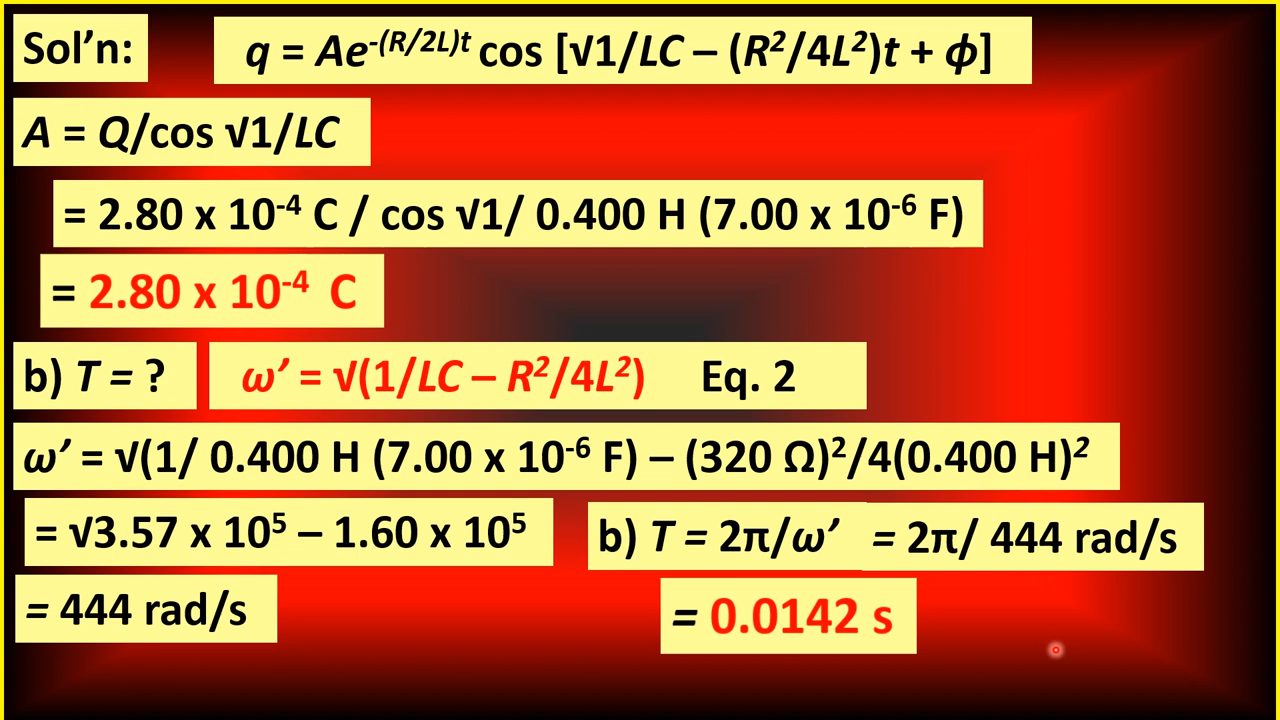 Sol’n: q = Ae⁻⁽ᴿ/²ᴸ⁾ᵗ cos [√1/LC – (R²/4L²)t + ϕ]
A = Q/cos √1/LC
= 2.80 x 10⁻⁴ C / cos √1/ 0.400 H (7.00 x 10⁻⁶ F)
= 2.80 x 10⁻⁴ C
b) T = ? ω’ = √(1/LC – R²/4L²) Eq. 2
ω’ = √(1/ 0.400 H (7.00 x 10⁻⁶ F) – (320 Ω)²/4(0.400 H)²
= √3.57 x 10⁵ – 1.60 x 10⁵
b) T = 2π/ω’ = 2π/ 444 rad/s
= 444 rad/s
= 0.0142 s